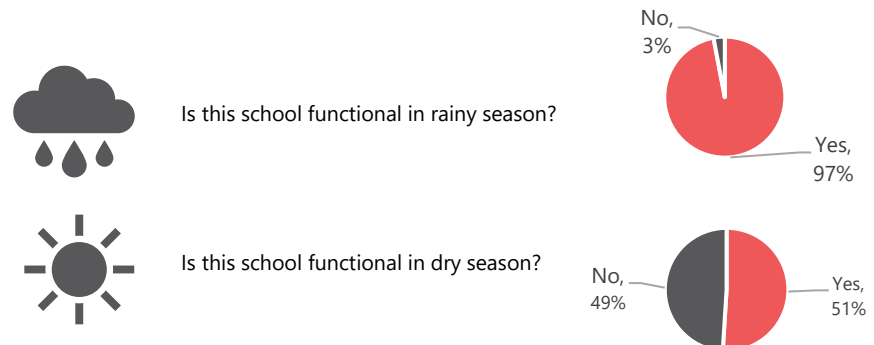 No,
3%
Is this school functional in rainy season?
Yes,
97%
Is this school functional in dry season?
No,
49%
Yes,
51%